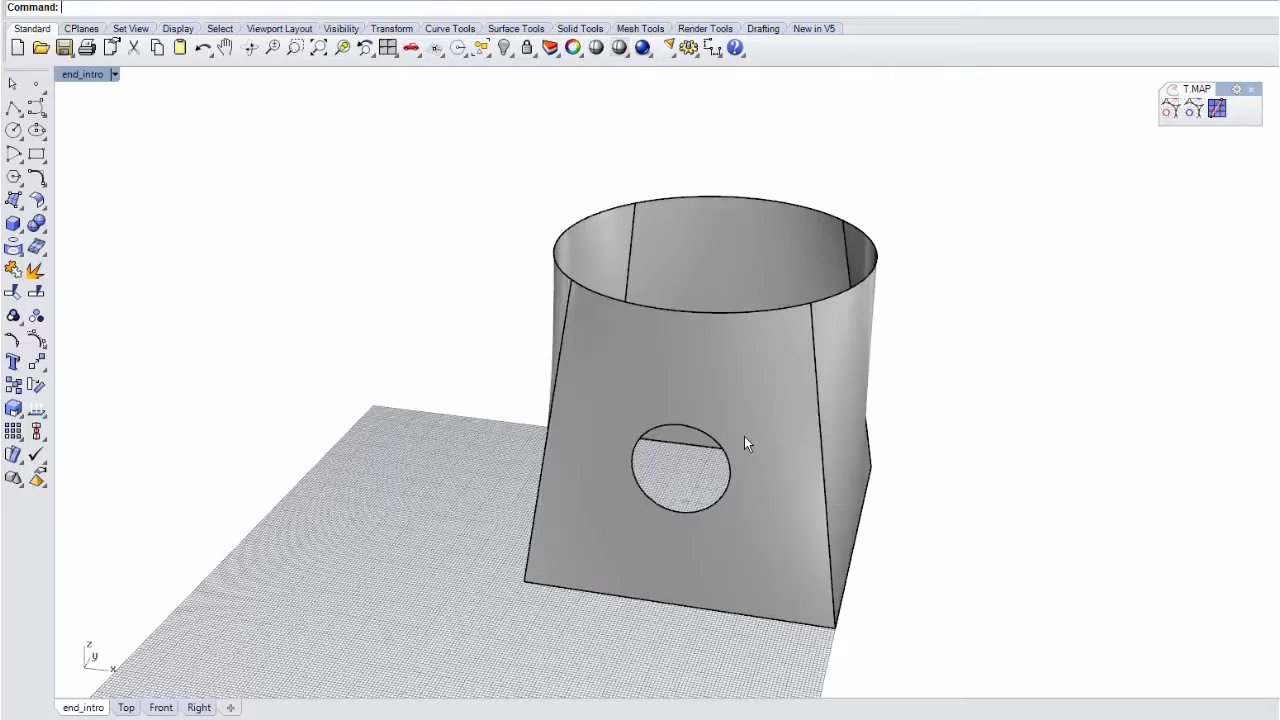 Command:
Standard CPlanes Set View Display Select Viewport Layout Visibility Transform Curve Tools Surface Tools Solid Tools Mesh Tools Render Tools Drafting New in V5
end_intro
T.MAP
z
y
x
end_intro Top Front Right